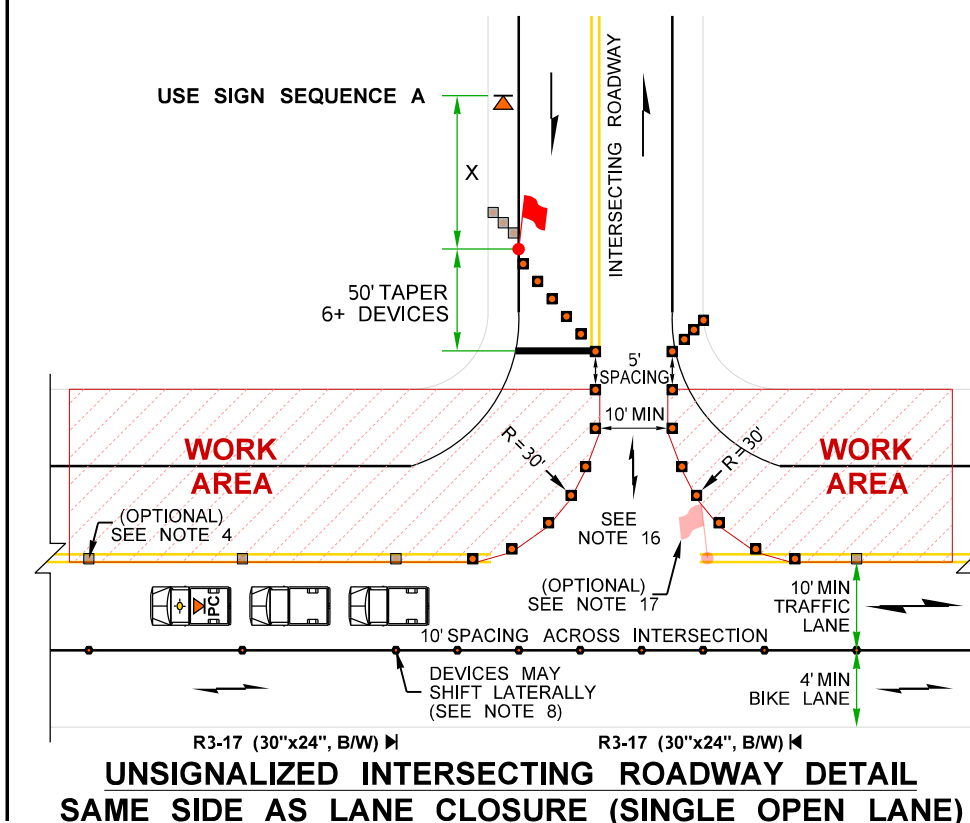 USE SIGN SEQUENCE A
X
INTERSECTING ROADWAY
50' TAPER
6+ DEVICES
5'
SPACING
10' MIN
WORK
AREA
R=30'
R=30'
WORK
AREA
(OPTIONAL)
SEE NOTE 4
SEE
NOTE 16
(OPTIONAL)
SEE NOTE 17
PC
10' MIN
TRAFFIC
LANE
10' SPACING ACROSS INTERSECTION
DEVICES MAY
SHIFT LATERALLY
(SEE NOTE 8)
4' MIN
BIKE LANE
R3-17 (30"x24", B/W)
R3-17 (30"x24", B/W)
UNSIGNALIZED INTERSECTING ROADWAY DETAIL
SAME SIDE AS LANE CLOSURE (SINGLE OPEN LANE)